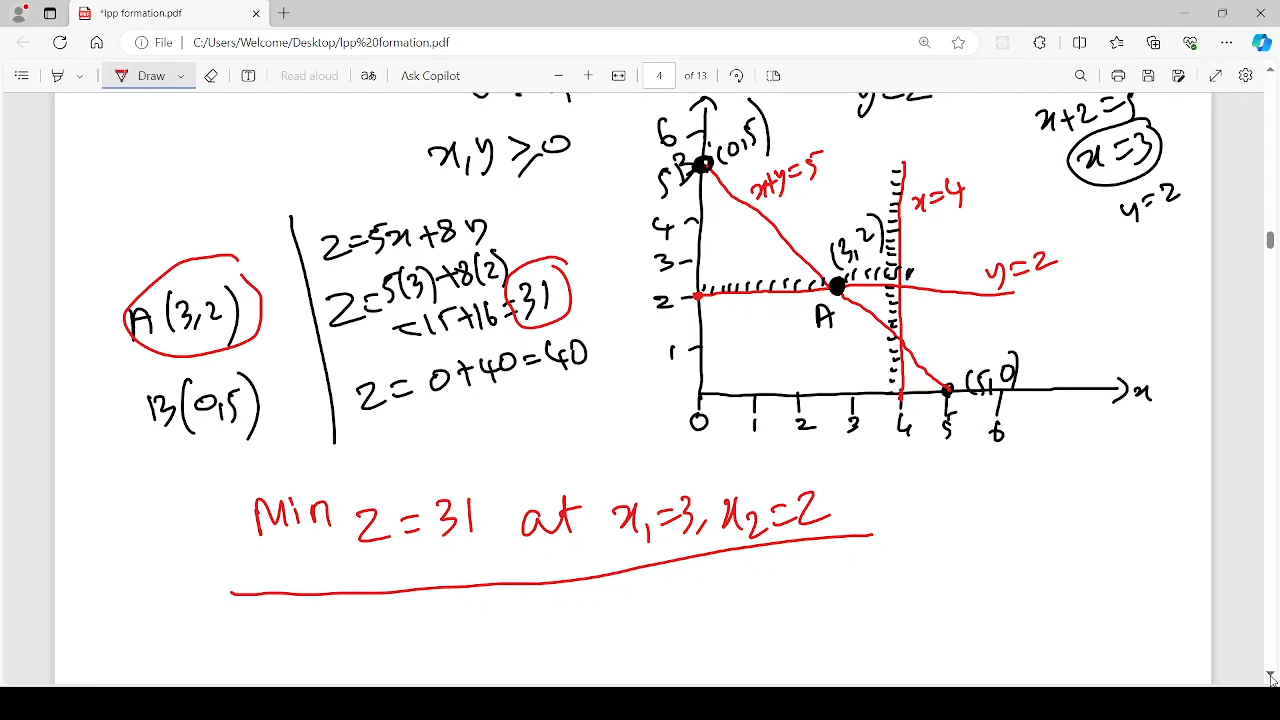 *lpp formation.pdf
File C:/Users/Welcome/Desktop/lpp%20formation.pdf
Draw Read aloud Ask Copilot 4 of 13
y=2
x+2=5
x=3
y=2
x,y ≥0
6
5 B (0,5)
x+y=5
4
3
2
1
x=4
(3,2)
y=2
A
(5,0)
x
0 1 2 3 4 5 6
Z=5x+8y
A(3,2) Z=5(3)+8(2)
=15+16=31
B(0,5) Z= 0+40=40
Min Z=31 at x₁=3, x₂=2